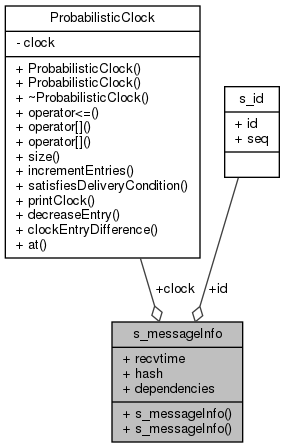 ProbabilisticClock
- clock
+ ProbabilisticClock()
+ ProbabilisticClock()
+ ~ProbabilisticClock()
+ operator<=()
+ operator[]()
+ operator[]()
+ size()
+ incrementEntries()
+ satisfiesDeliveryCondition()
+ printClock()
+ decreaseEntry()
+ clockEntryDifference()
+ at()
s_id
+ id
+ seq
+clock
+id
s_messageInfo
+ recvtime
+ hash
+ dependencies
+ s_messageInfo()
+ s_messageInfo()